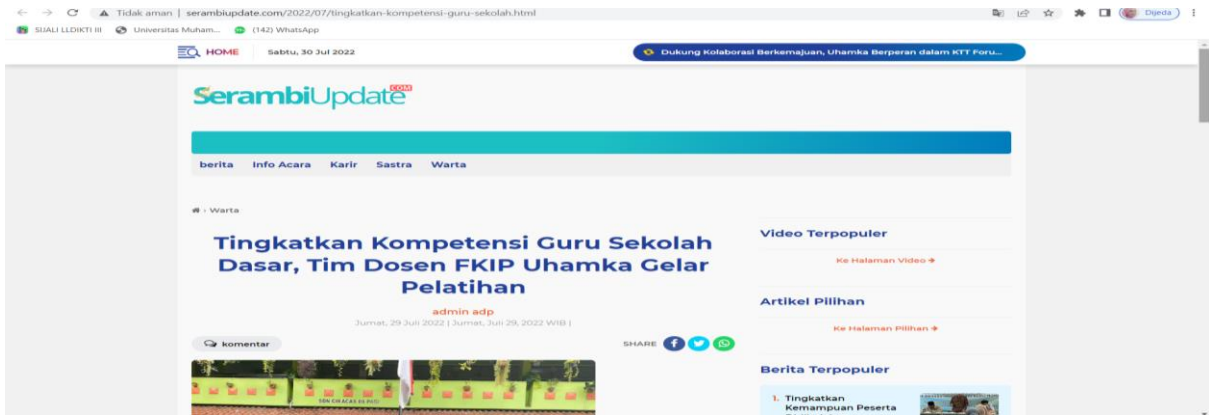 Tidak aman | serambiupdate.com/2022/07/tingkatkan-kompetensi-guru-sekolah.html
Dijeda
SIJALI LLDIKTI III Universitas Muham... (142) WhatsApp
HOME Sabtu, 30 Jul 2022 Dukung Kolaborasi Berkemajuan, Uhamka Berperan dalam KTT Foru...
SerambiUpdate.COM
berita Info Acara Karir Sastra Warta
› Warta
Tingkatkan Kompetensi Guru Sekolah
Dasar, Tim Dosen FKIP Uhamka Gelar
Pelatihan
admin adp
Jumat, 29 Juli 2022 | Jumat, Juli 29, 2022 WIB |
komentar
SHARE
Video Terpopuler
Ke Halaman Video →
Artikel Pilihan
Ke Halaman Pilihan →
Berita Terpopuler
1. Tingkatkan
Kemampuan Peserta